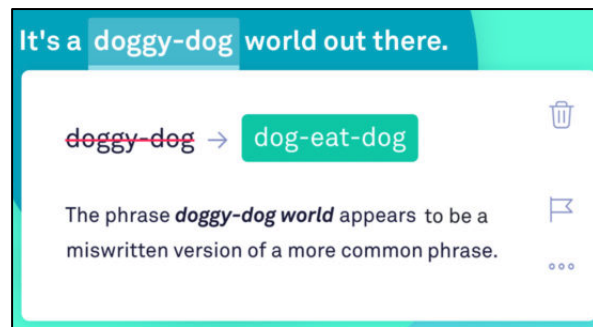 It's a doggy-dog world out there.
doggy-dog → dog-eat-dog
The phrase doggy-dog world appears to be a
miswritten version of a more common phrase.